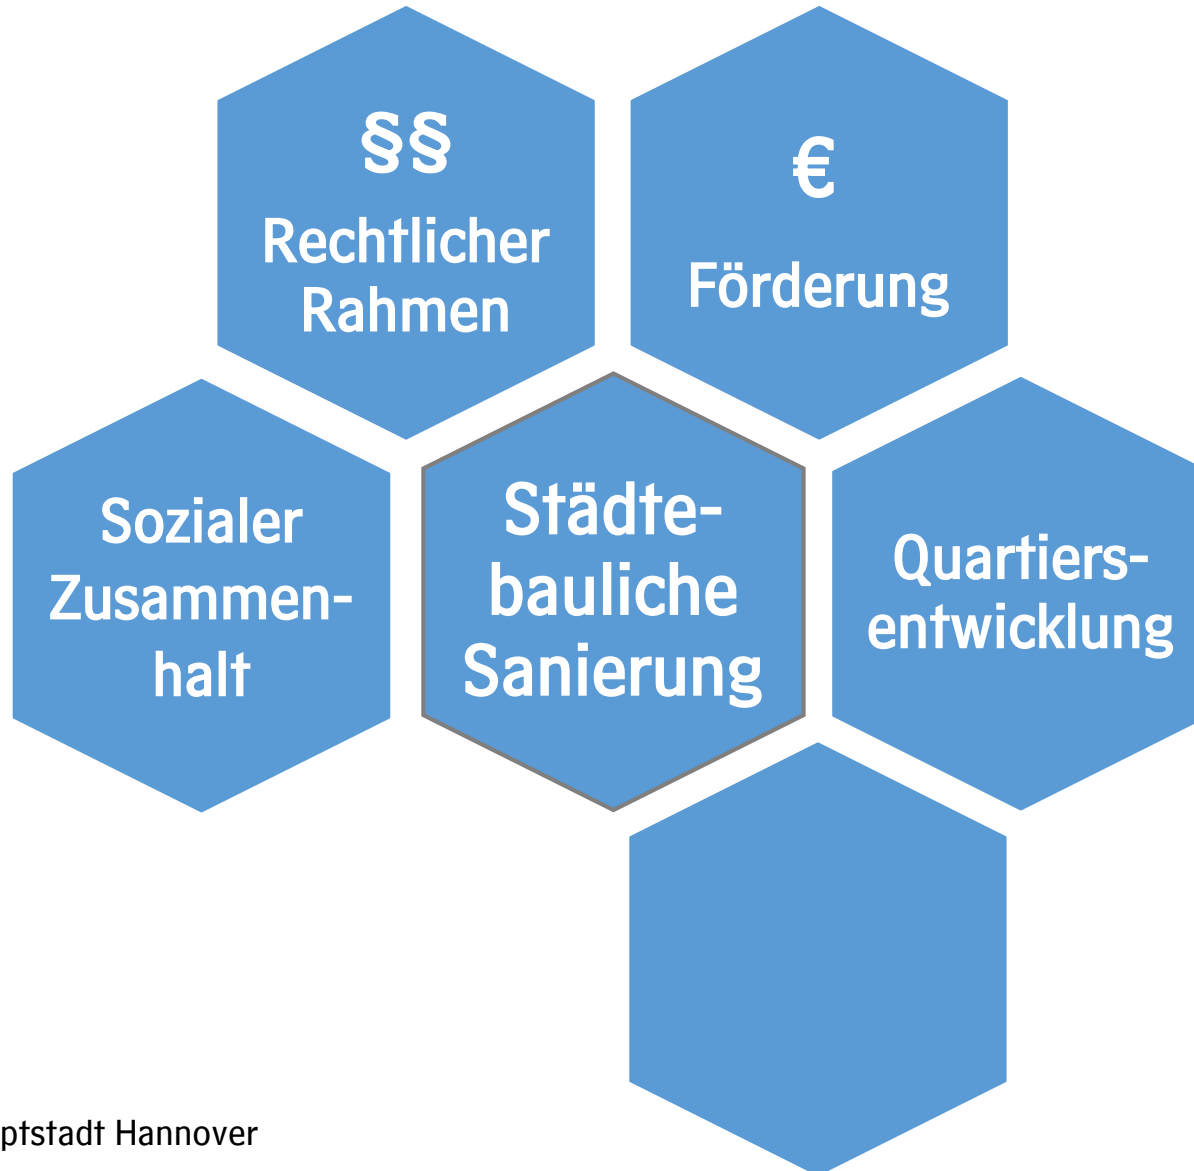 §§
Rechtlicher
Rahmen
€
Förderung
Sozialer
Zusammen-
halt
Städte-
bauliche
Sanierung
Quartiers-
entwicklung
ptstadt Hannover